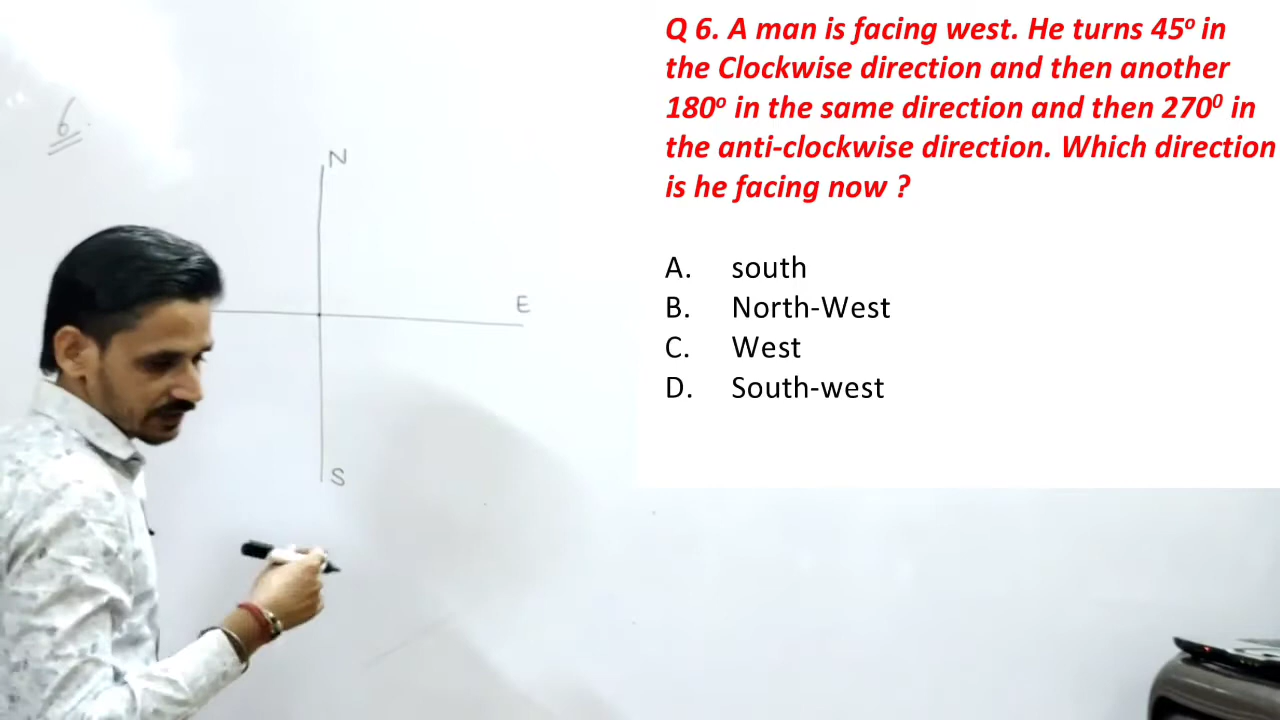 Q 6. A man is facing west. He turns 45⁰ in
the Clockwise direction and then another
180⁰ in the same direction and then 270⁰ in
the anti-clockwise direction. Which direction
is he facing now ?
A. south
B. North-West
C. West
D. South-west
6
N
E
S